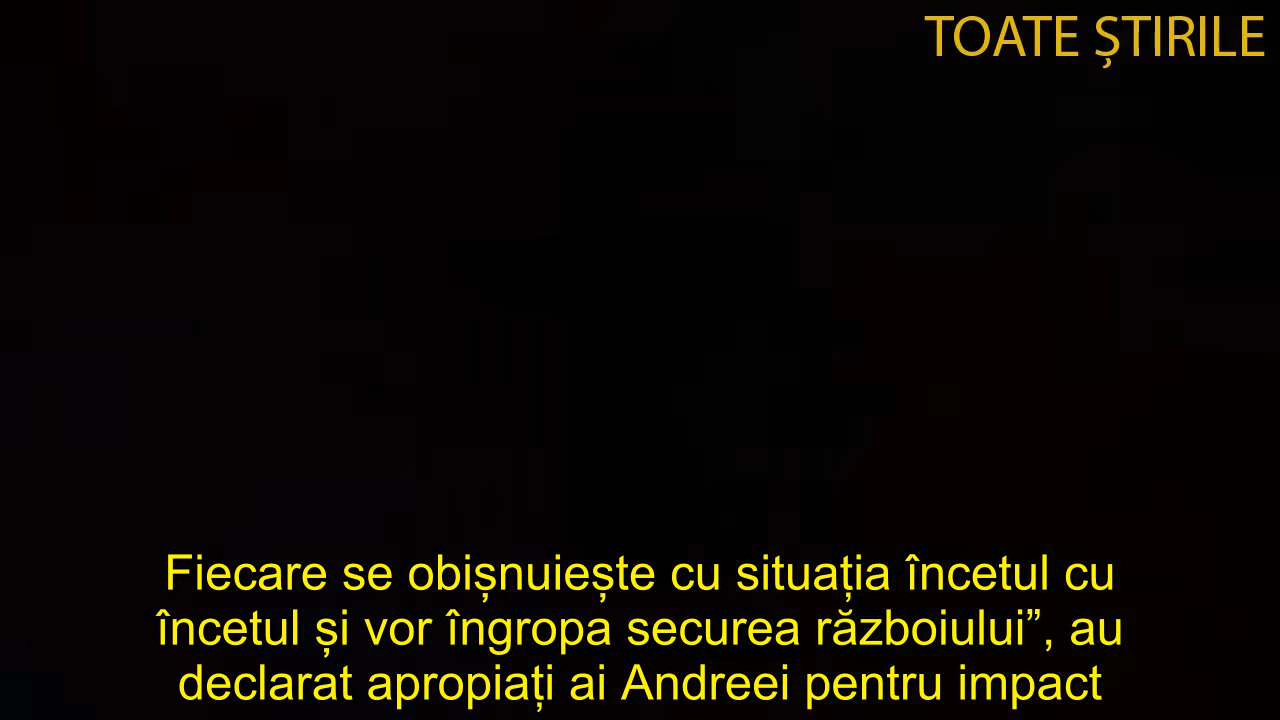 TOATE ȘTIRILE
Fiecare se obișnuiește cu situația încetul cu
încetul și vor îngropa securea războiului”, au
declarat apropiați ai Andreei pentru impact